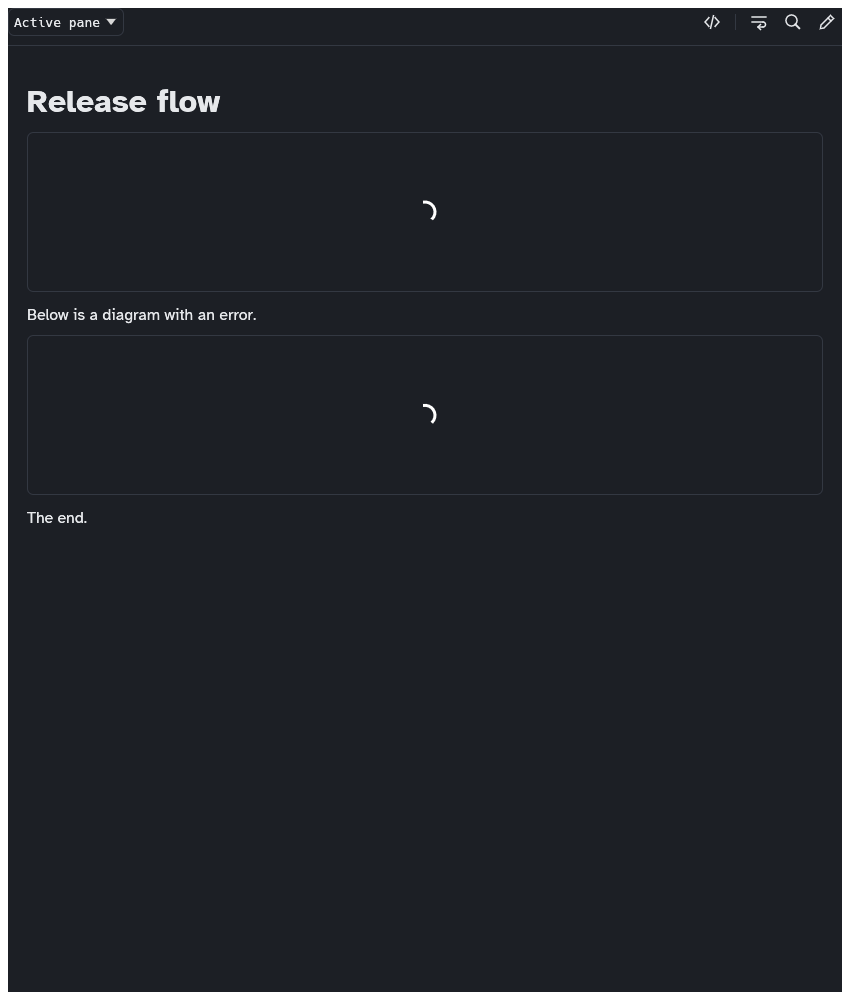 Active pane
Release flow
Below is a diagram with an error.
The end.